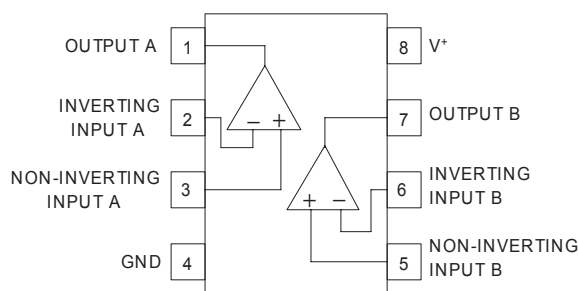 OUTPUT A
1
8
V+
INVERTING
INPUT A
2
− +
7
OUTPUT B
NON-INVERTING
INPUT A
3
+ −
6
INVERTING
INPUT B
GND
4
5
NON-INVERTING
INPUT B